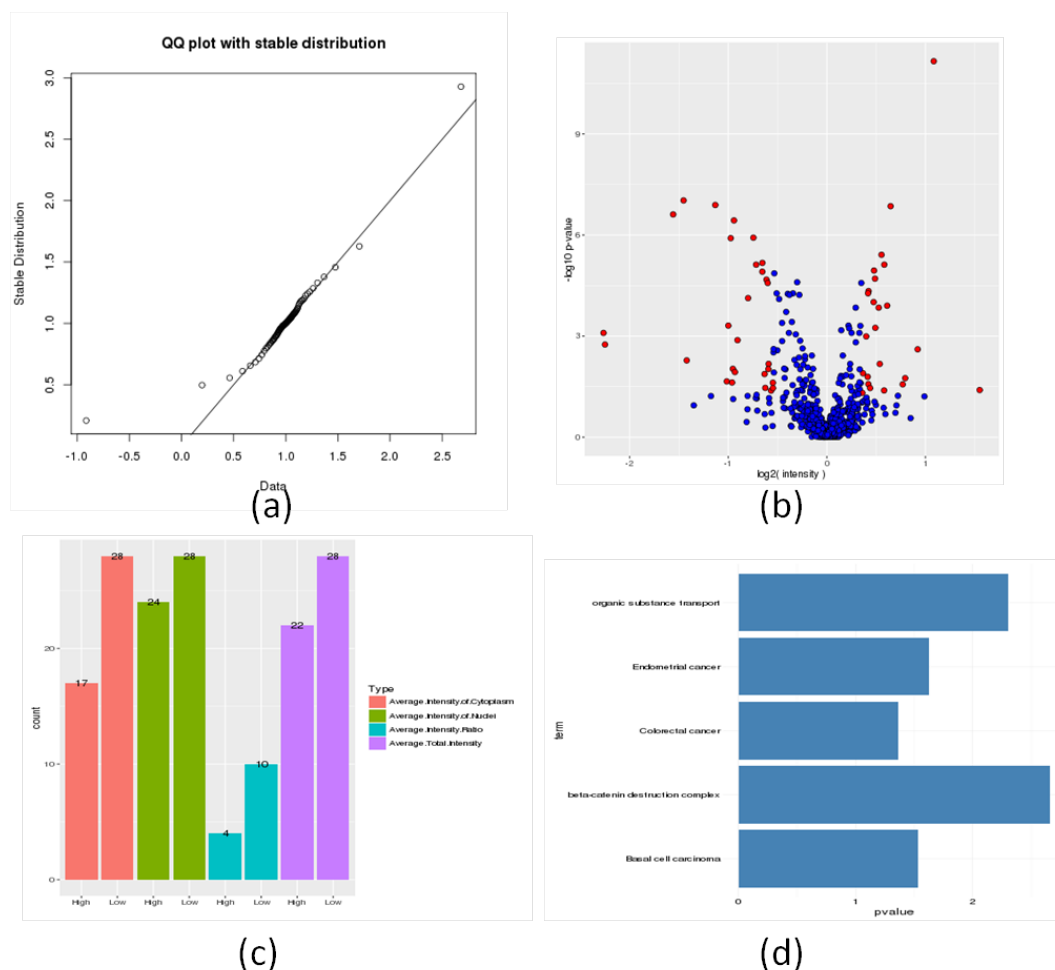 QQ plot with stable distribution
Stable Distribution
3.0
2.5
2.0
1.5
1.0
0.5
-1.0 -0.5 0.0 0.5 1.0 1.5 2.0 2.5
Data
(a)
-log10 p-value
9
6
3
0
-2 -1 0 1
log2( intensity )
(b)
count
20
10
0
17 28 24 28 4 10 22 28
High Low High Low High Low High Low
Type
Average.Intensity.of.Cytoplasm
Average.Intensity.of.Nuclei
Average.Intensity.Ratio
Average.Total.Intensity
(c)
term
organic substance transport
Endometrial cancer
Colorectal cancer
beta-catenin destruction complex
Basal cell carcinoma
0 1 2
pvalue
(d)